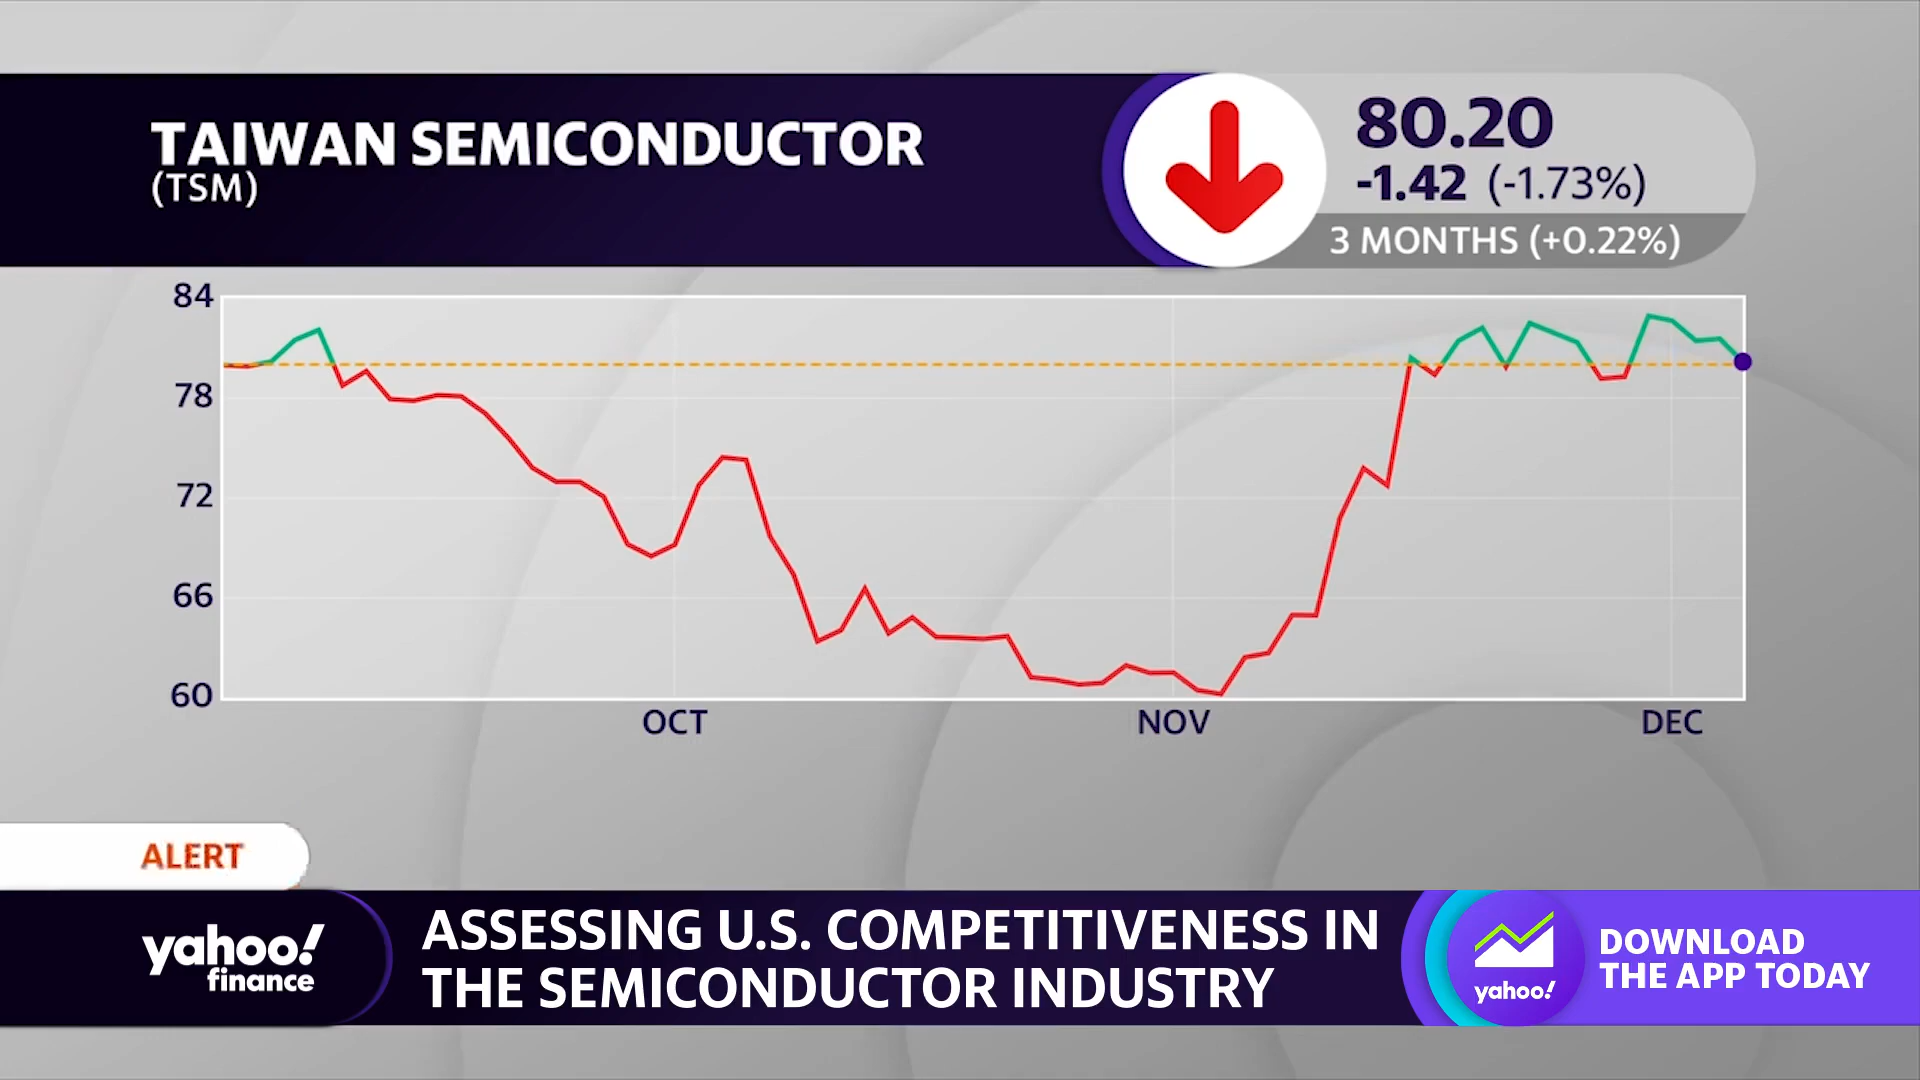 TAIWAN SEMICONDUCTOR
(TSM)
80.20
-1.42 (-1.73%)
3 MONTHS (+0.22%)
84
78
72
66
60
OCT NOV DEC
ALERT
yahoo!
finance
ASSESSING U.S. COMPETITIVENESS IN
THE SEMICONDUCTOR INDUSTRY
yahoo!
DOWNLOAD
THE APP TODAY